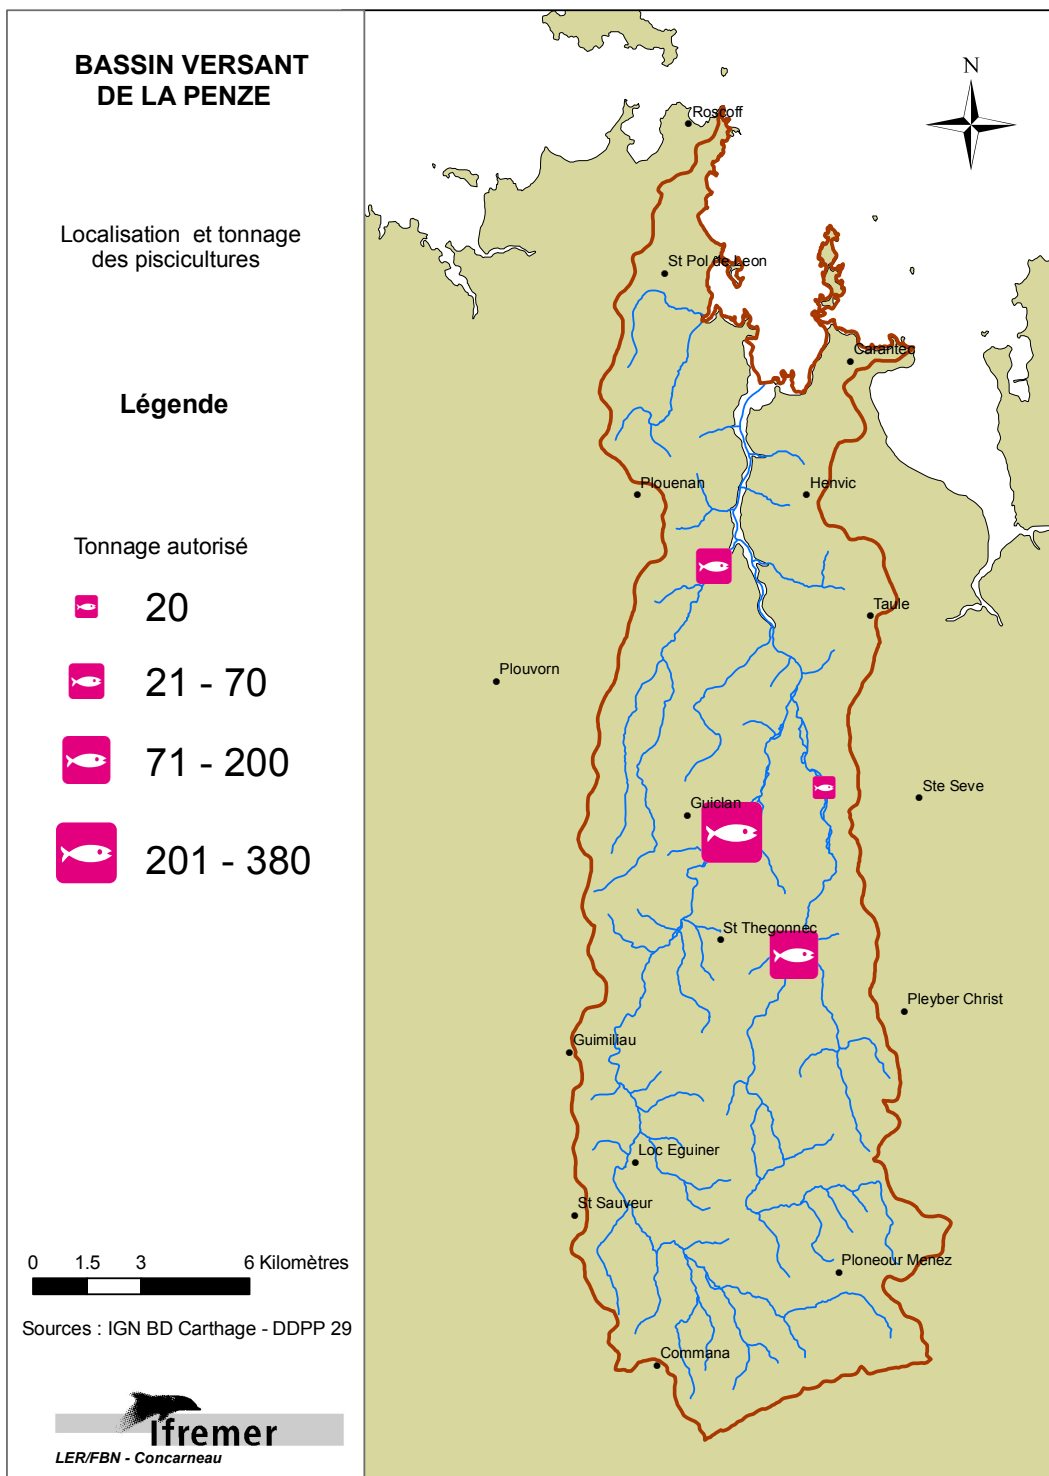 BASSIN VERSANT
DE LA PENZE
Localisation et tonnage
des piscicultures
Légende
Tonnage autorisé
20
21 - 70
71 - 200
201 - 380
0 1.5 3 6 Kilomètres
Sources : IGN BD Carthage - DDPP 29
Ifremer
LER/FBN - Concarneau
N
Roscoff
St Pol de Leon
Carantec
Plouenan
Henvic
Taule
Plouvorn
Ste Seve
Guiclan
St Thegonnec
Pleyber Christ
Guimiliau
Loc Eguiner
St Sauveur
Ploneour Menez
Commana